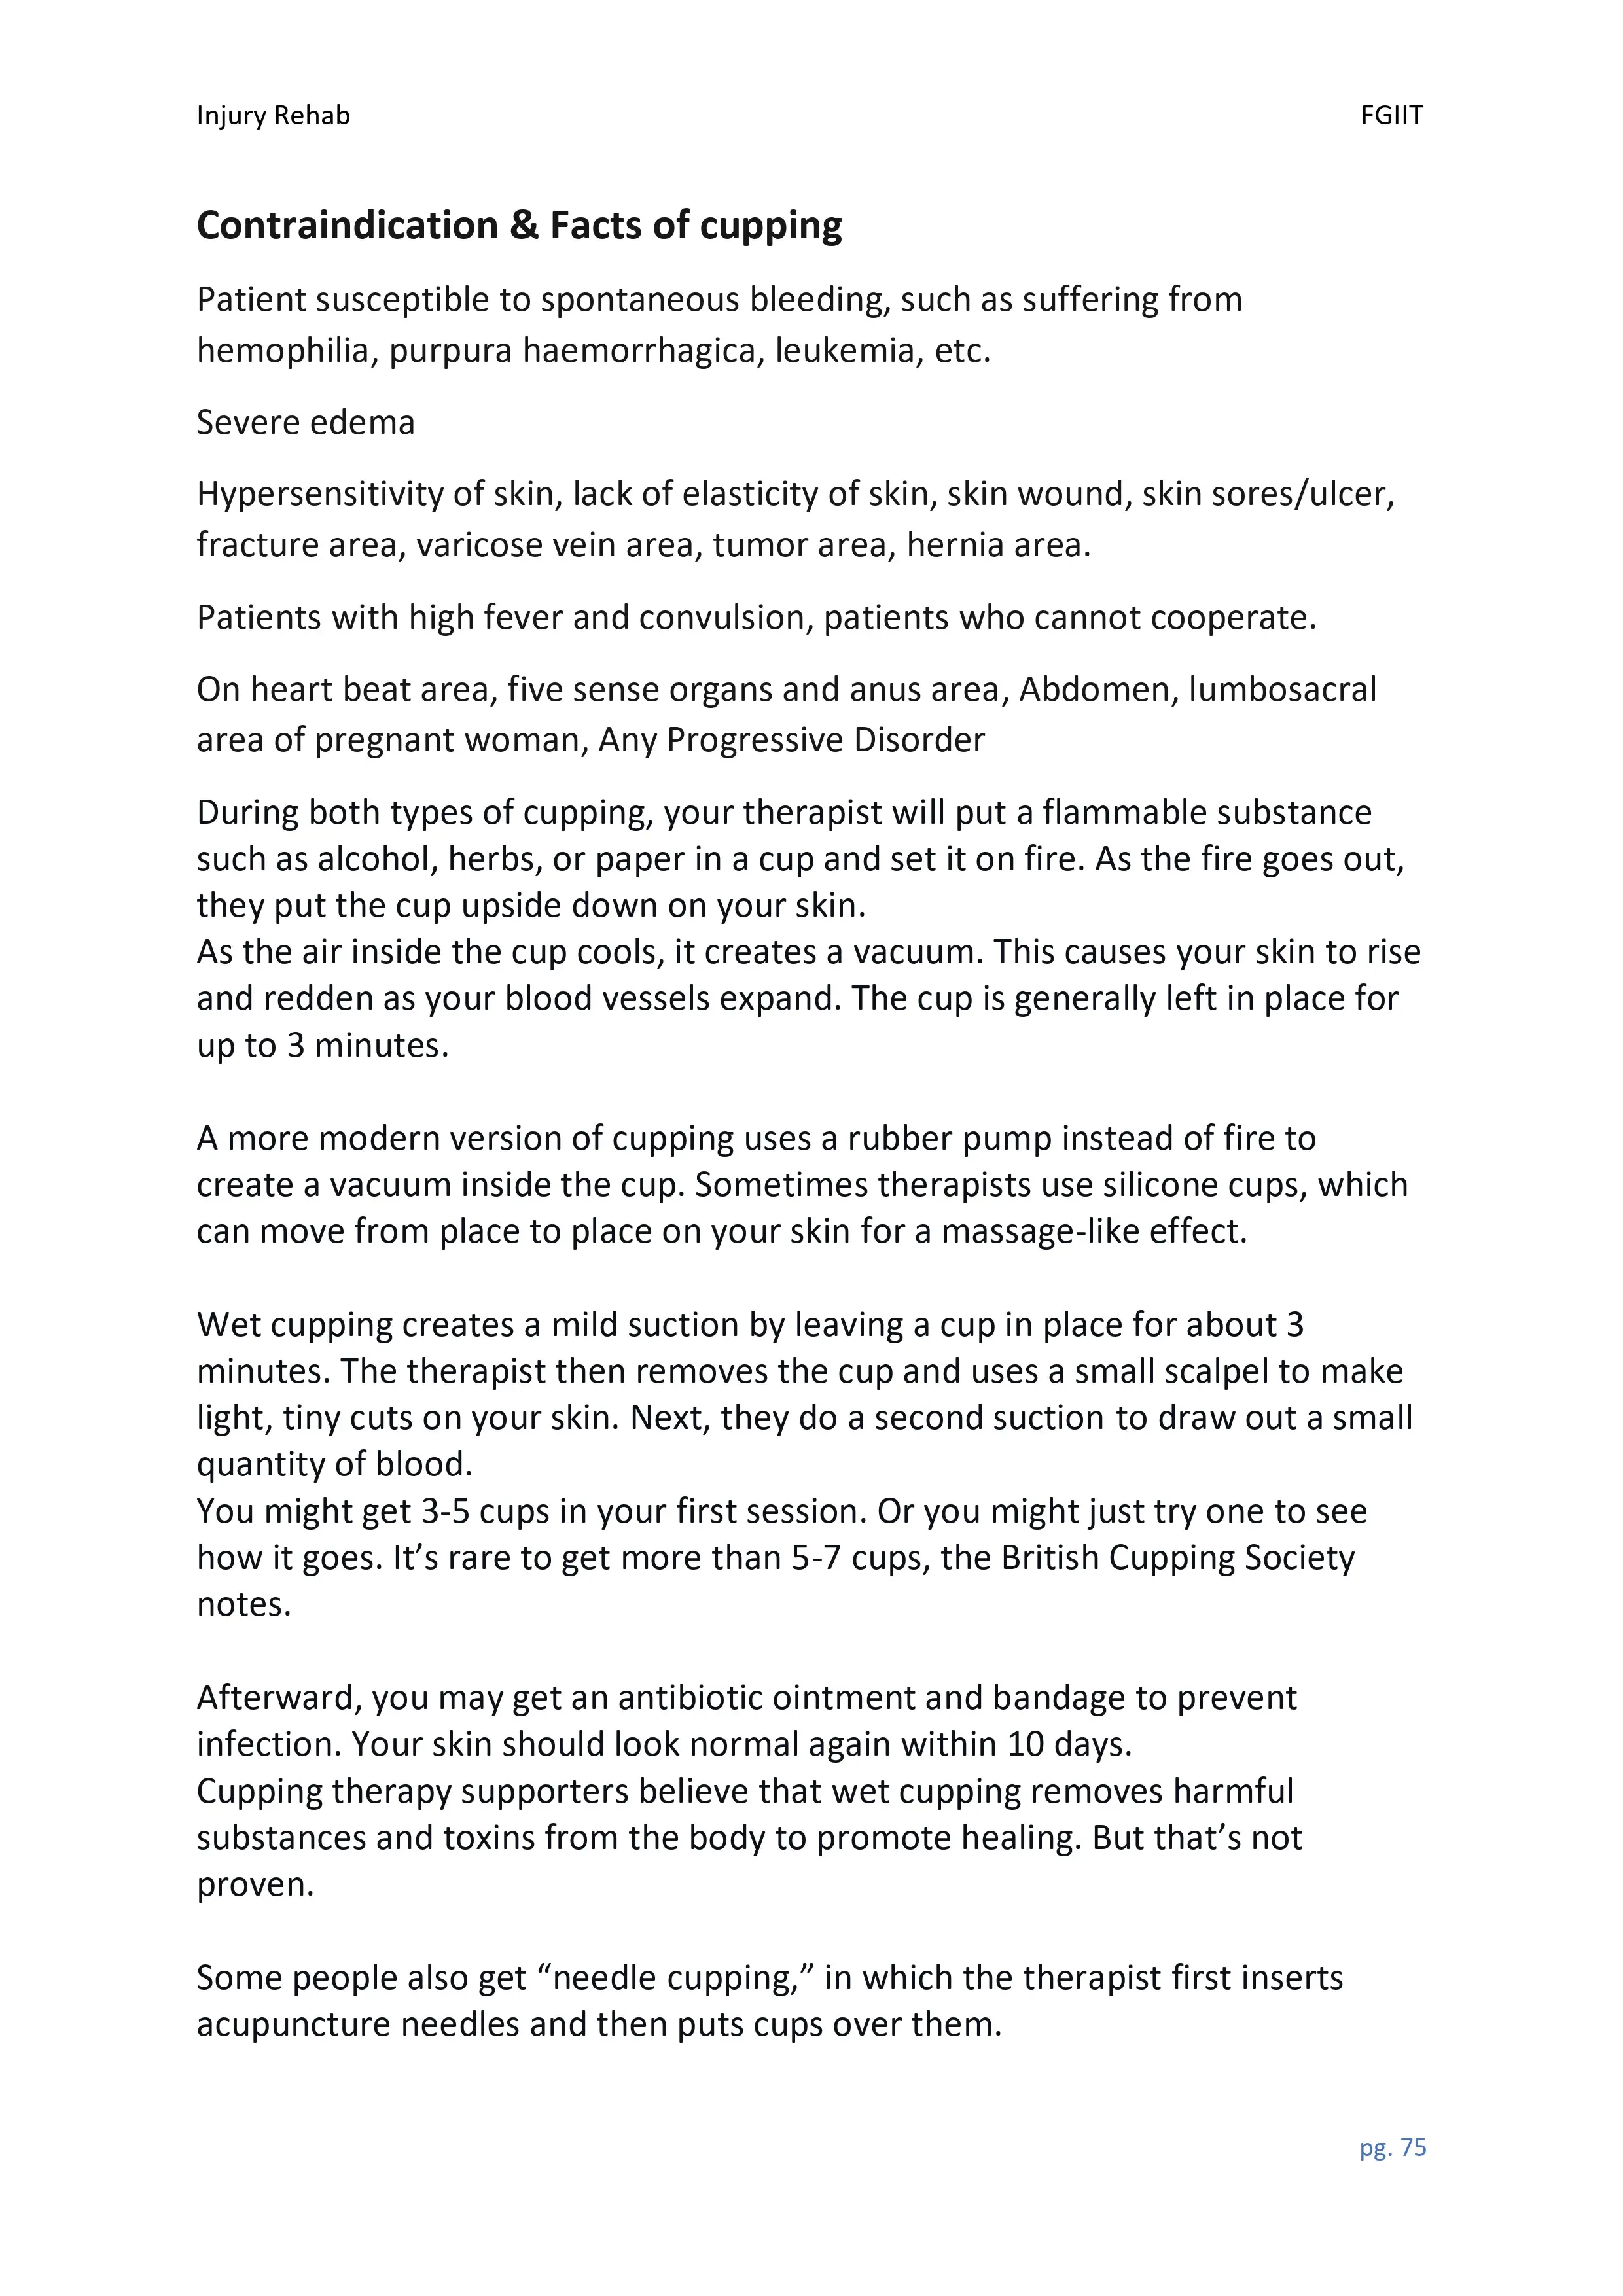 Injury Rehab FGIIT
Contraindication & Facts of cupping
Patient susceptible to spontaneous bleeding, such as suffering from
hemophilia, purpura haemorrhagica, leukemia, etc.
Severe edema
Hypersensitivity of skin, lack of elasticity of skin, skin wound, skin sores/ulcer,
fracture area, varicose vein area, tumor area, hernia area.
Patients with high fever and convulsion, patients who cannot cooperate.
On heart beat area, five sense organs and anus area, Abdomen, lumbosacral
area of pregnant woman, Any Progressive Disorder
During both types of cupping, your therapist will put a flammable substance
such as alcohol, herbs, or paper in a cup and set it on fire. As the fire goes out,
they put the cup upside down on your skin.
As the air inside the cup cools, it creates a vacuum. This causes your skin to rise
and redden as your blood vessels expand. The cup is generally left in place for
up to 3 minutes.
A more modern version of cupping uses a rubber pump instead of fire to
create a vacuum inside the cup. Sometimes therapists use silicone cups, which
can move from place to place on your skin for a massage-like effect.
Wet cupping creates a mild suction by leaving a cup in place for about 3
minutes. The therapist then removes the cup and uses a small scalpel to make
light, tiny cuts on your skin. Next, they do a second suction to draw out a small
quantity of blood.
You might get 3-5 cups in your first session. Or you might just try one to see
how it goes. It’s rare to get more than 5-7 cups, the British Cupping Society
notes.
Afterward, you may get an antibiotic ointment and bandage to prevent
infection. Your skin should look normal again within 10 days.
Cupping therapy supporters believe that wet cupping removes harmful
substances and toxins from the body to promote healing. But that’s not
proven.
Some people also get “needle cupping,” in which the therapist first inserts
acupuncture needles and then puts cups over them.
pg. 75